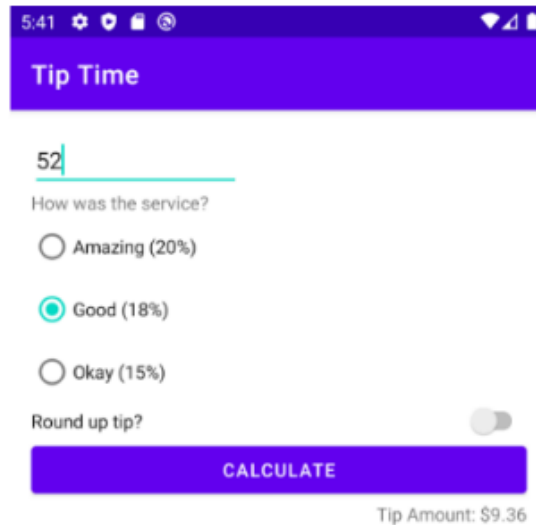 5:41
Tip Time
52
How was the service?
Amazing (20%)
Good (18%)
Okay (15%)
Round up tip?
CALCULATE
Tip Amount: $9.36